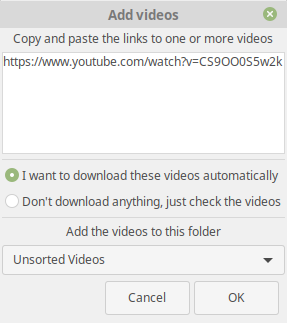 Add videos
Copy and paste the links to one or more videos
https://www.youtube.com/watch?v=CS9OO0S5w2k
I want to download these videos automatically
Don't download anything, just check the videos
Add the videos to this folder
Unsorted Videos
Cancel
OK